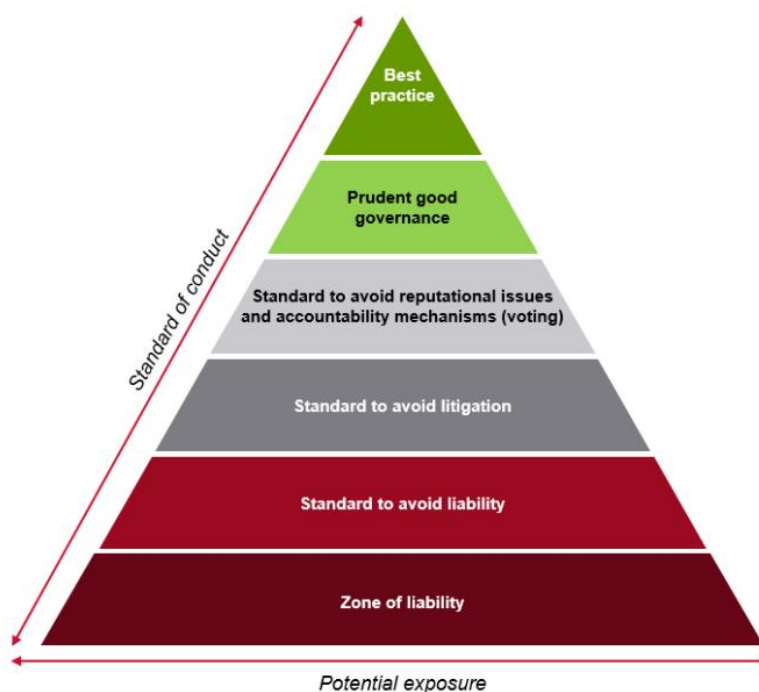 Best
practice
Prudent good
governance
Standard to avoid reputational issues
and accountability mechanisms (voting)
Standard of conduct
Standard to avoid litigation
Standard to avoid liability
Zone of liability
Potential exposure